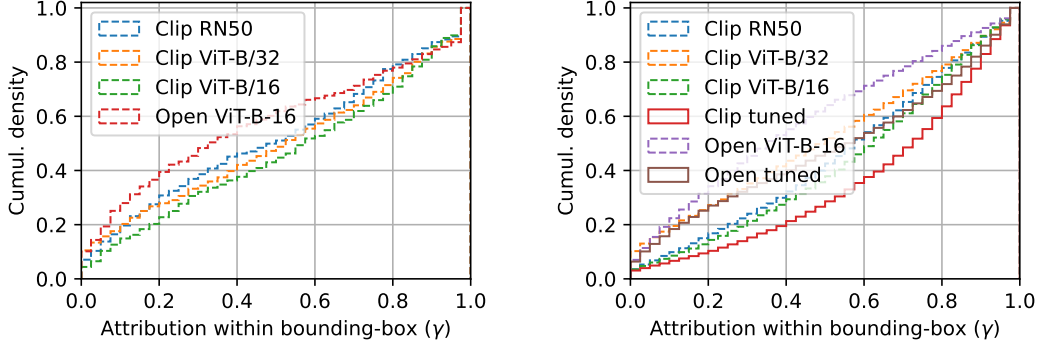 1.0
0.8
0.6
0.4
0.2
0.0
Cumul. density
Clip RN50
Clip ViT-B/32
Clip ViT-B/16
Open ViT-B-16
0.0 0.2 0.4 0.6 0.8 1.0
Attribution within bounding-box (γ)
1.0
0.8
0.6
0.4
0.2
0.0
Cumul. density
Clip RN50
Clip ViT-B/32
Clip ViT-B/16
Clip tuned
Open ViT-B-16
Open tuned
0.0 0.2 0.4 0.6 0.8 1.0
Attribution within bounding-box (γ)